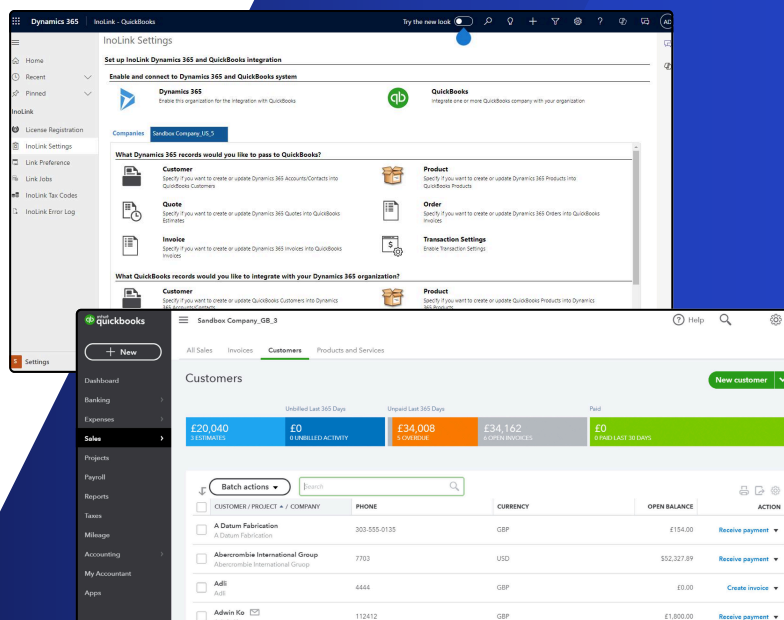 Dynamics 365 InoLink - QuickBooks Try the new look AD
InoLink Settings
Home
Recent
Pinned
InoLink
License Registration
InoLink Settings
Link Preference
Link Jobs
InoLink Tax Codes
InoLink Error Log
S Settings
Set up InoLink Dynamics 365 and QuickBooks integration
Enable and connect to Dynamics 365 and QuickBooks system
Dynamics 365
Enable this organization for the integration with QuickBooks
qb
QuickBooks
Integrate one or more QuickBooks company with your organization
Companies Sandbox Company_US_5
What Dynamics 365 records would you like to pass to QuickBooks?
Customer
Specify if you want to create or update Dynamics 365 Accounts/Contacts into
QuickBooks Customers
Product
Specify if you want to create or update Dynamics 365 Products into
QuickBooks Products
Quote
Specify if you want to create or update Dynamics 365 Quotes into QuickBooks
Estimates
Order
Specify if you want to create or update Dynamics 365 Orders into QuickBooks
Invoices
Invoice
Specify if you want to create or update Dynamics 365 Invoices into QuickBooks
Invoices
Transaction Settings
Enable Transaction Settings
What QuickBooks records would you like to integrate with your Dynamics 365 organization?
Customer
Specify if you want to create or update QuickBooks Customers into Dynamics
365 Accounts/Contacts
Product
Specify if you want to create or update QuickBooks Products into Dynamics
365 Products
qb intuit quickbooks
+ New
Dashboard
Banking
Expenses
Sales
Projects
Payroll
Reports
Taxes
Mileage
Accounting
My Accountant
Apps
Sandbox Company_GB_3 Help
All Sales Invoices Customers Products and Services
Customers New customer
Unbilled Last 365 Days Unpaid Last 365 Days Paid
£20,040 £0 £34,008 £34,162 £0
3 ESTIMATES 0 UNBILLED ACTIVITY 5 OVERDUE 6 OPEN INVOICES 0 PAID LAST 30 DAYS
Batch actions Search
CUSTOMER / PROJECT / COMPANY PHONE CURRENCY OPEN BALANCE ACTION
A Datum Fabrication 303-555-0135 GBP £154.00 Receive payment
A Datum Fabrication
Abercrombie International Group 7703 USD $52,327.89 Receive payment
Abercrombie International Gruop
Adli 4444 GBP £0.00 Create invoice
Adli
Adwin Ko 112412 GBP £1,800.00 Receive payment